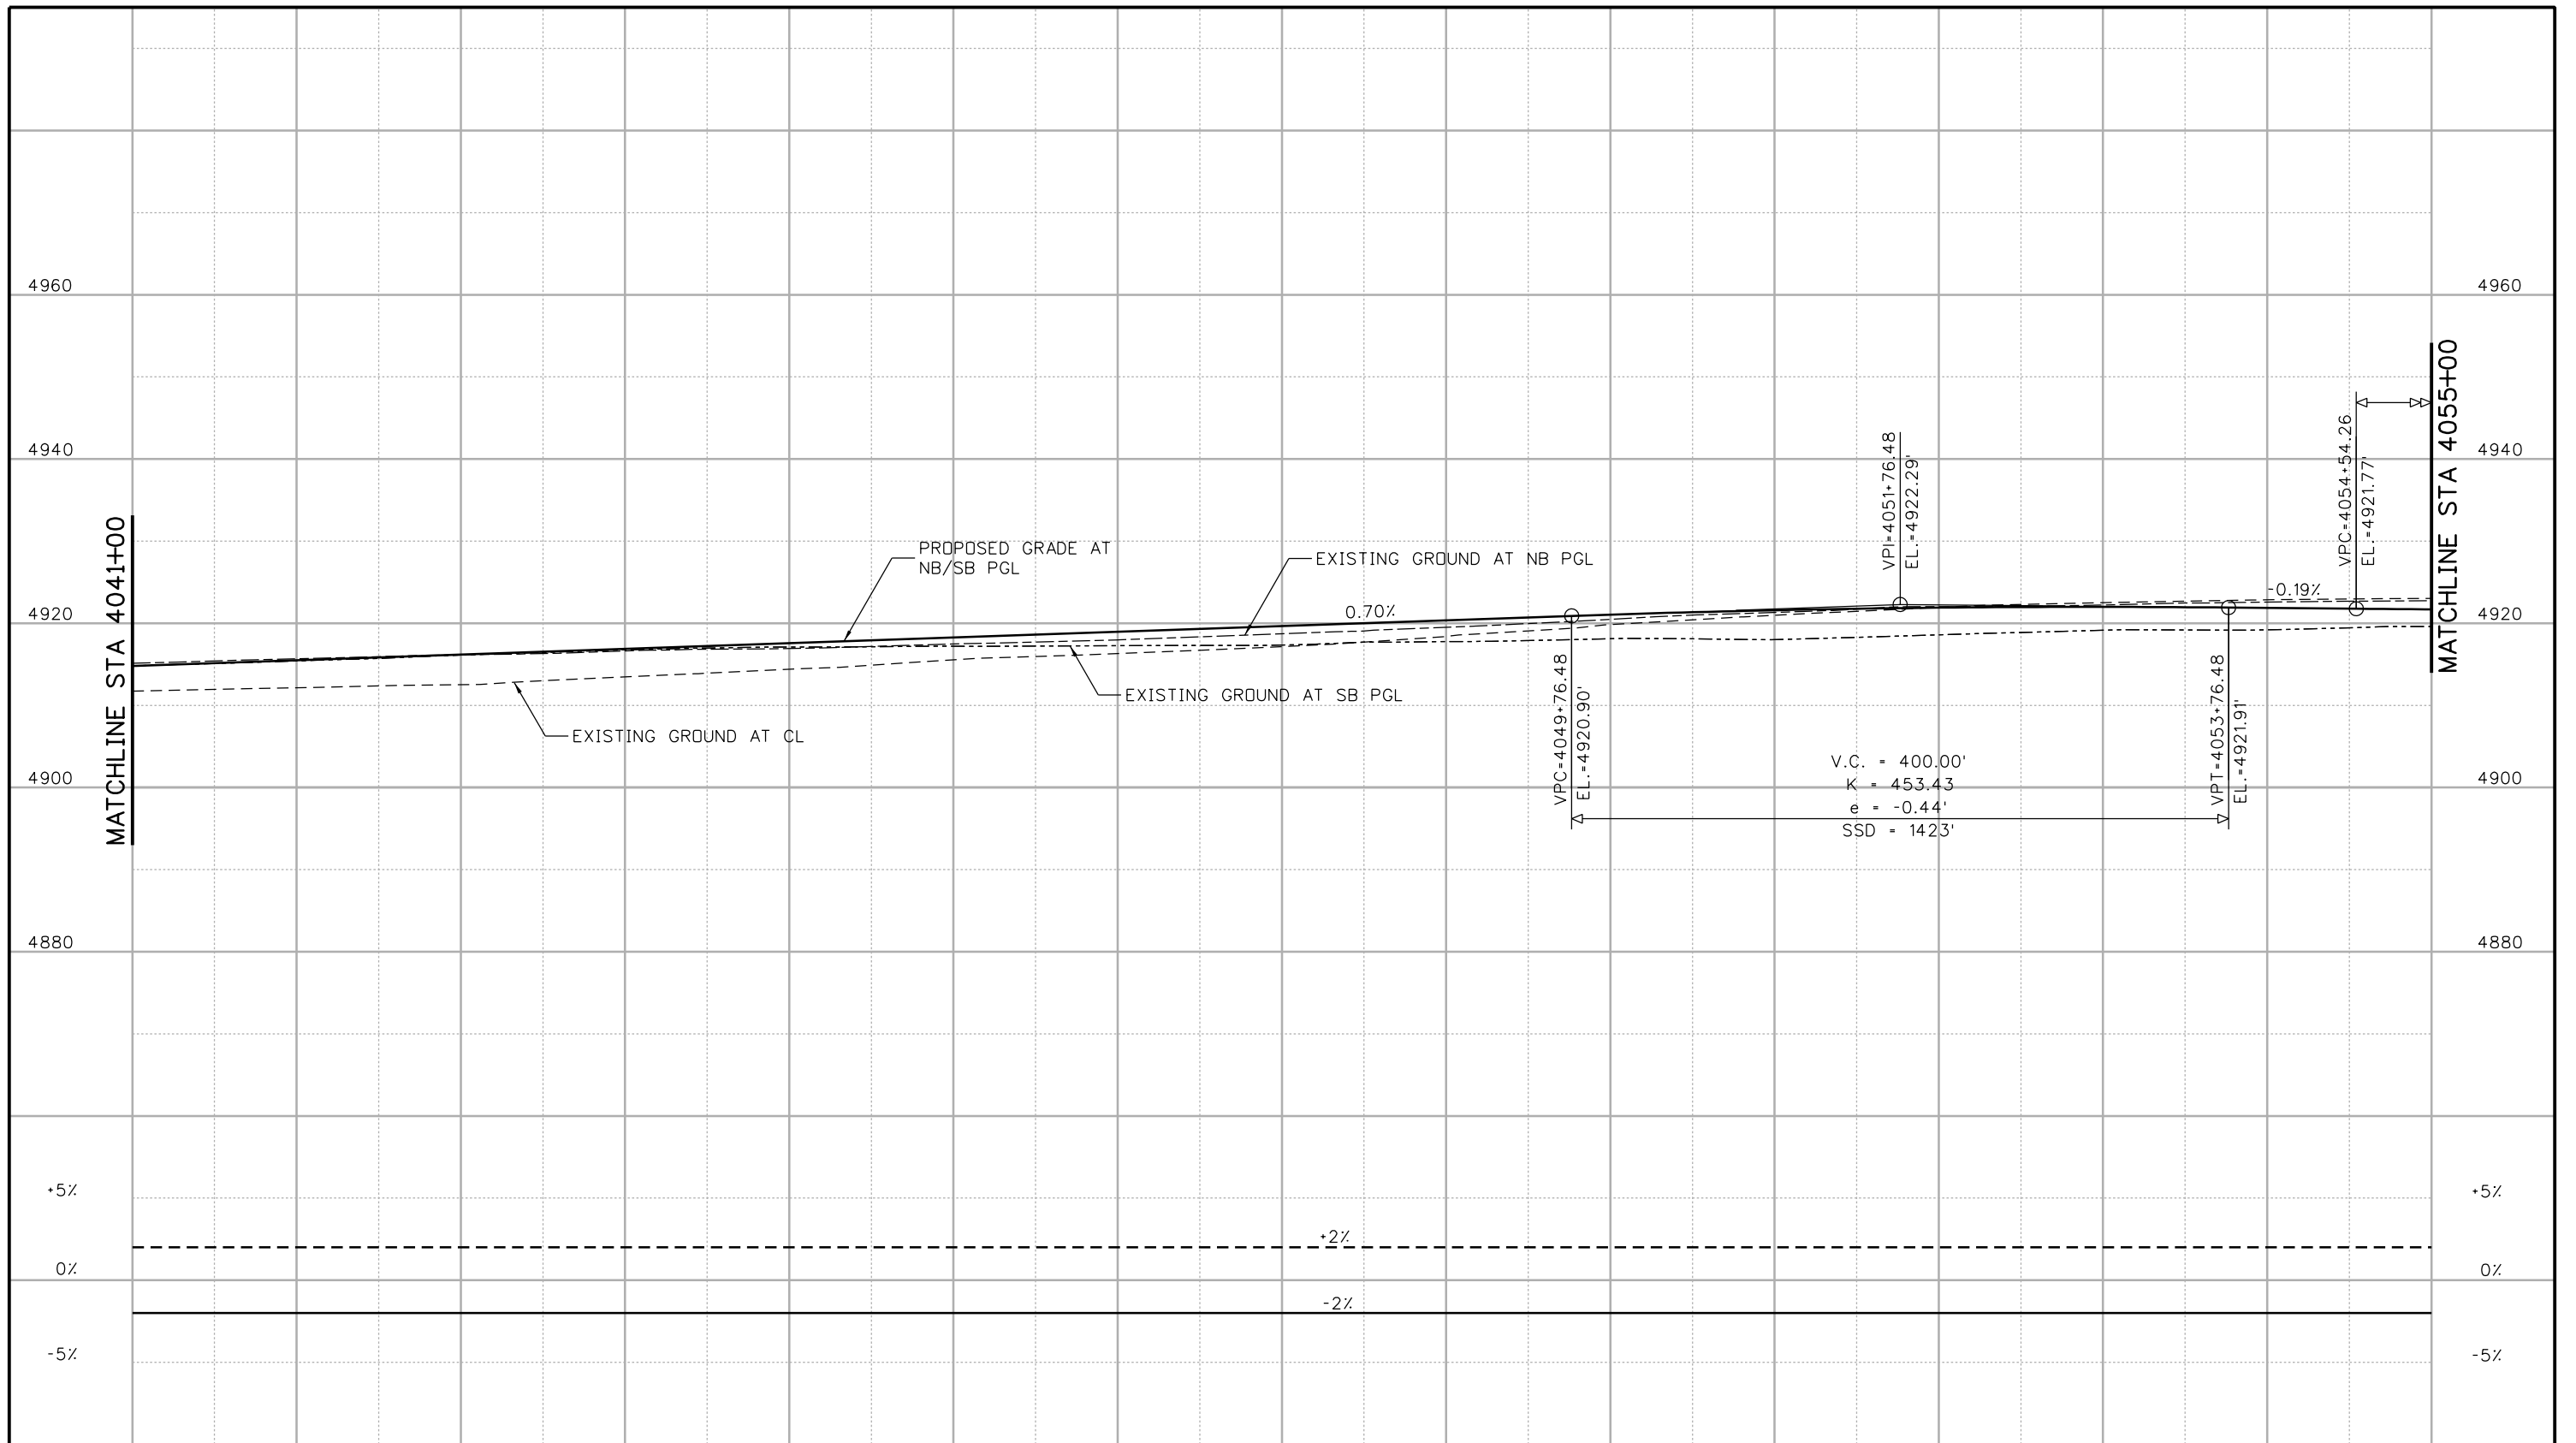 4960
4960
4940
4940
4920
4920
4900
4900
4880
4880
MATCHLINE STA 4041+00
MATCHLINE STA 4055+00
PROPOSED GRADE AT
NB/SB PGL
EXISTING GROUND AT NB PGL
0.70%
EXISTING GROUND AT SB PGL
EXISTING GROUND AT CL
VPC=4049+76.48
EL.=4920.90'
VPI=4051+76.48
EL.=4922.29'
VPT=4053+76.48
EL.=4921.91'
VPC=4054+54.26
EL.=4921.77'
-0.19%
V.C. = 400.00'
K = 453.43
e = -0.44'
SSD = 1423'
+5%
+5%
+2%
0%
0%
-2%
-5%
-5%